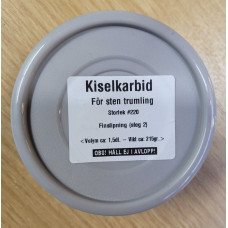 Kiselkarbid
För sten trumling
Storlek #220
Finslipning (steg 2)
<Volym ca: 1.5dl. - Vikt ca: 215gr.>
OBS! HÄLL EJ I AVLOPP!